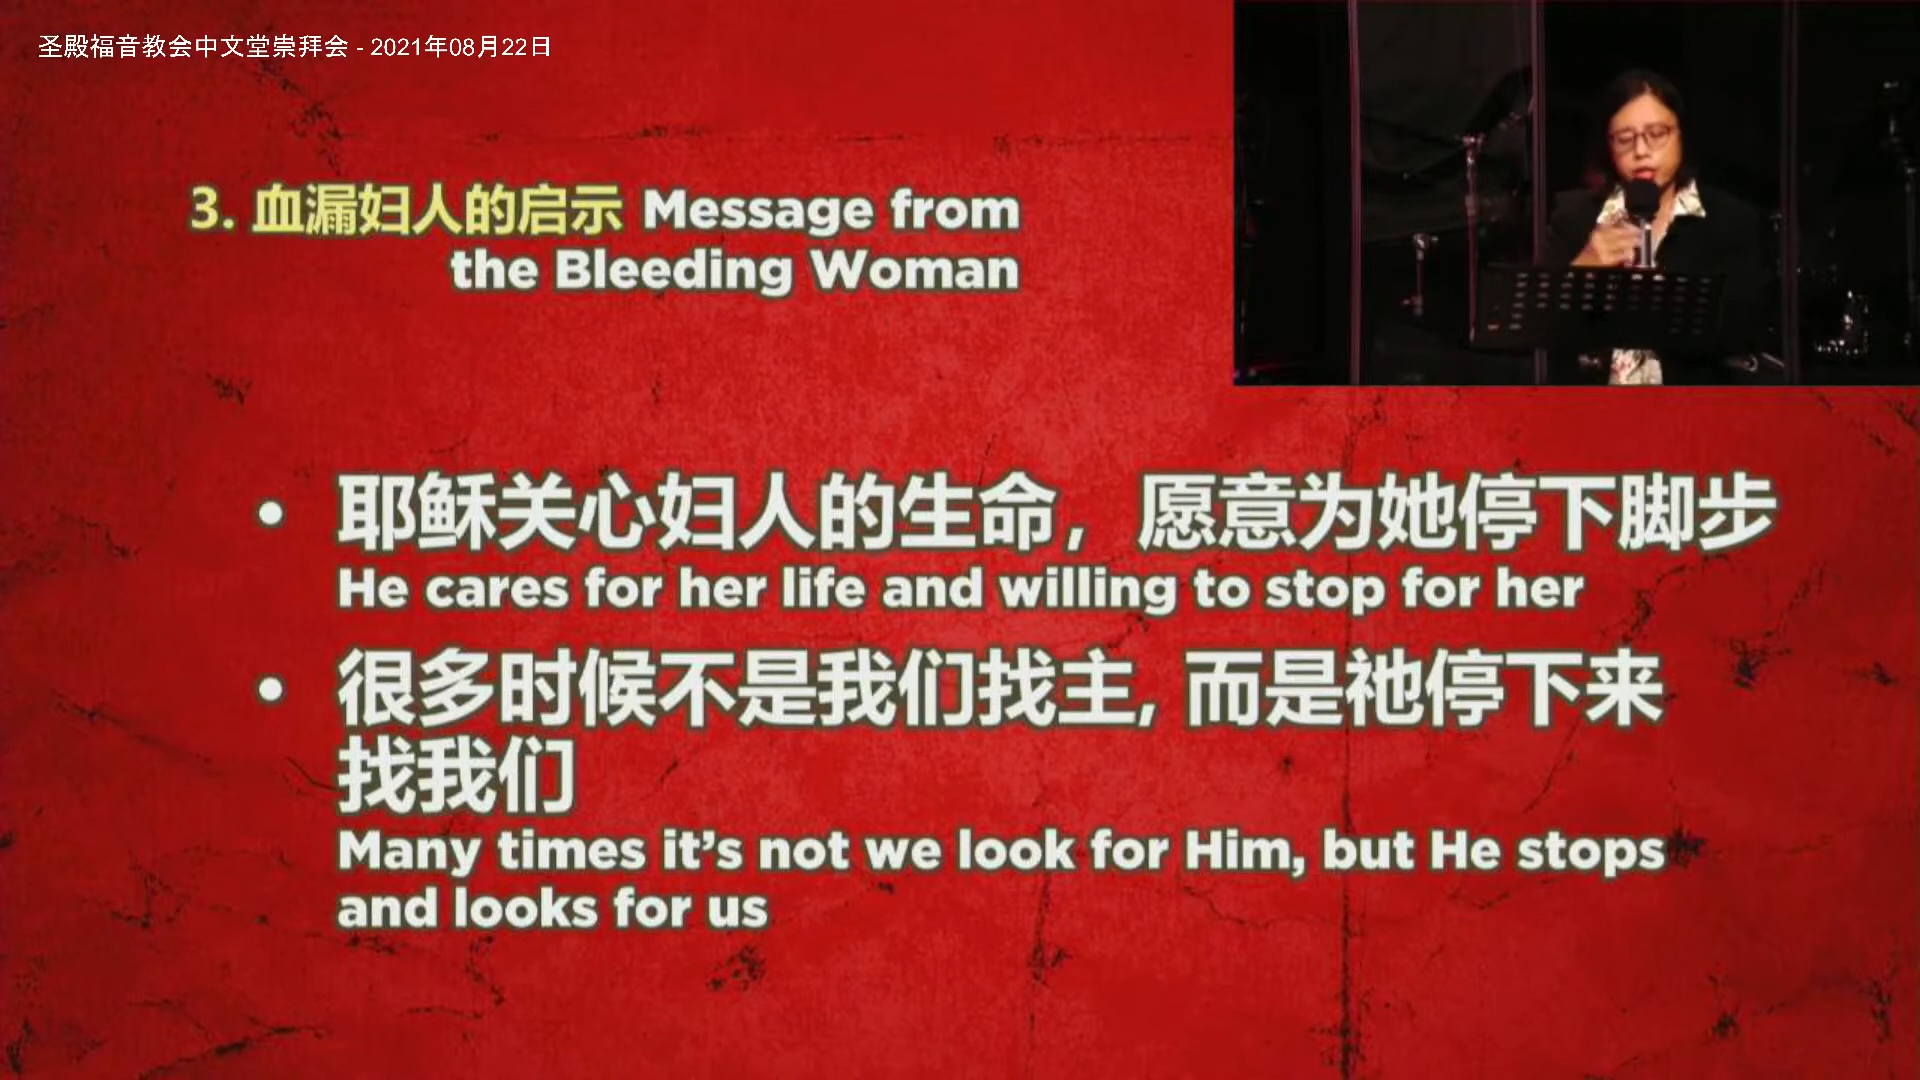 圣殿福音教会中文堂崇拜会 - 2021年08月22日
3. 血漏妇人的启示 Message from
the Bleeding Woman
• 耶稣关心妇人的生命，愿意为她停下脚步
He cares for her life and willing to stop for her
• 很多时候不是我们找主, 而是祂停下来
找我们
Many times it’s not we look for Him, but He stops
and looks for us